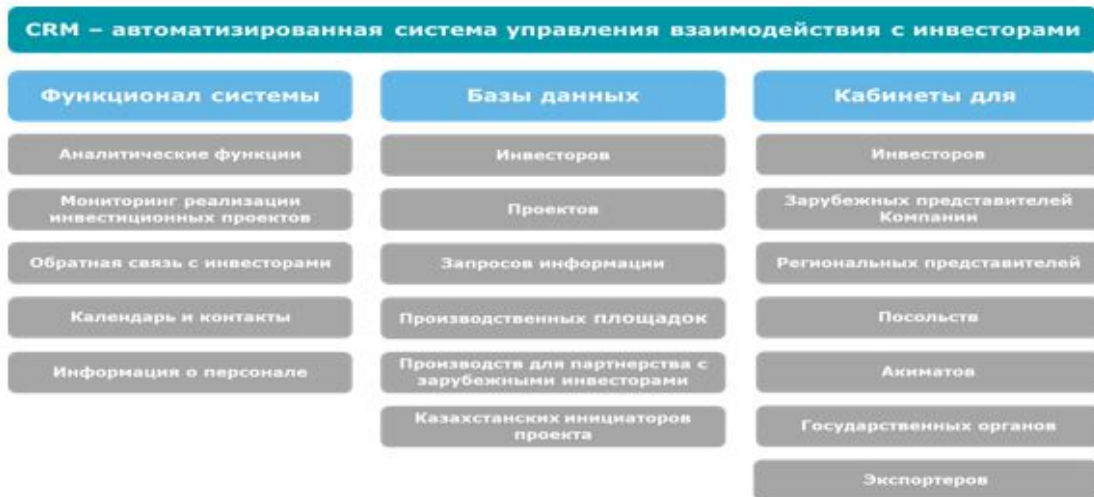 CRM – автоматизированная система управления взаимодействия с инвесторами
Функционал системы
Аналитические функции
Мониторинг реализации
инвестиционных проектов
Обратная связь с инвесторами
Календарь и контакты
Информация о персонале
Базы данных
Инвесторов
Проектов
Запросов информации
Производственных площадок
Производств для партнерства с
зарубежными инвесторами
Казахстанских инициаторов
проекта
Кабинеты для
Инвесторов
Зарубежных представителей
Компании
Региональных представителей
Посольств
Акиматов
Государственных органов
Экспортеров